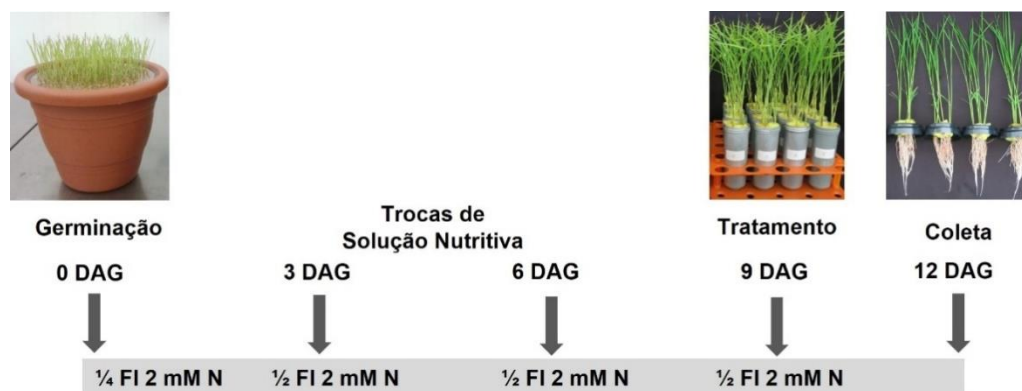 Germinação
Trocas de
Solução Nutritiva
Tratamento
Coleta
0 DAG
3 DAG
6 DAG
9 DAG
12 DAG
¼ FI 2 mM N
½ FI 2 mM N
½ FI 2 mM N
½ FI 2 mM N